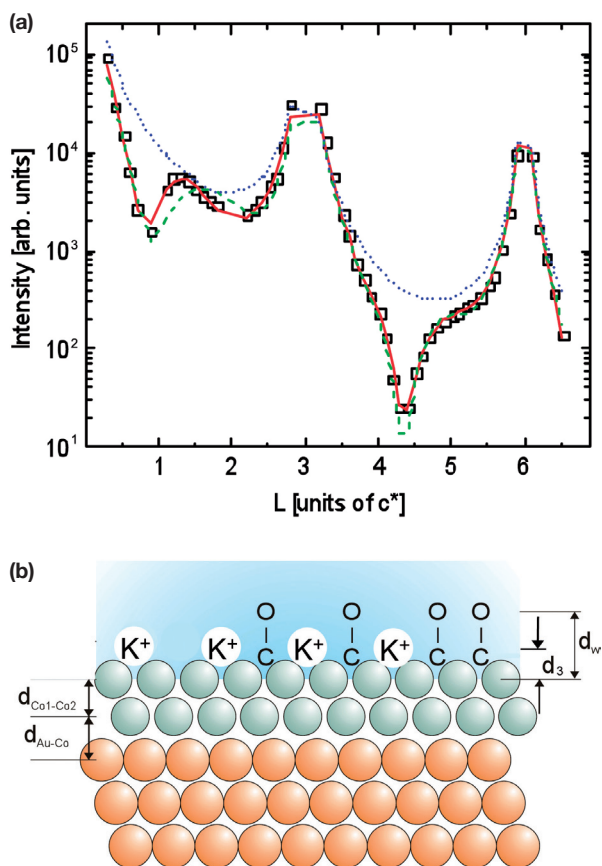 (a)
10^5
10^4
10^3
10^2
10^1
Intensity [arb. units]
1 2 3 4 5 6
L [units of c*]
(b)
O O O O
K⁺ K⁺ C K⁺ C K⁺ C C
d_w
d_3
d_Co1-Co2
d_Au-Co